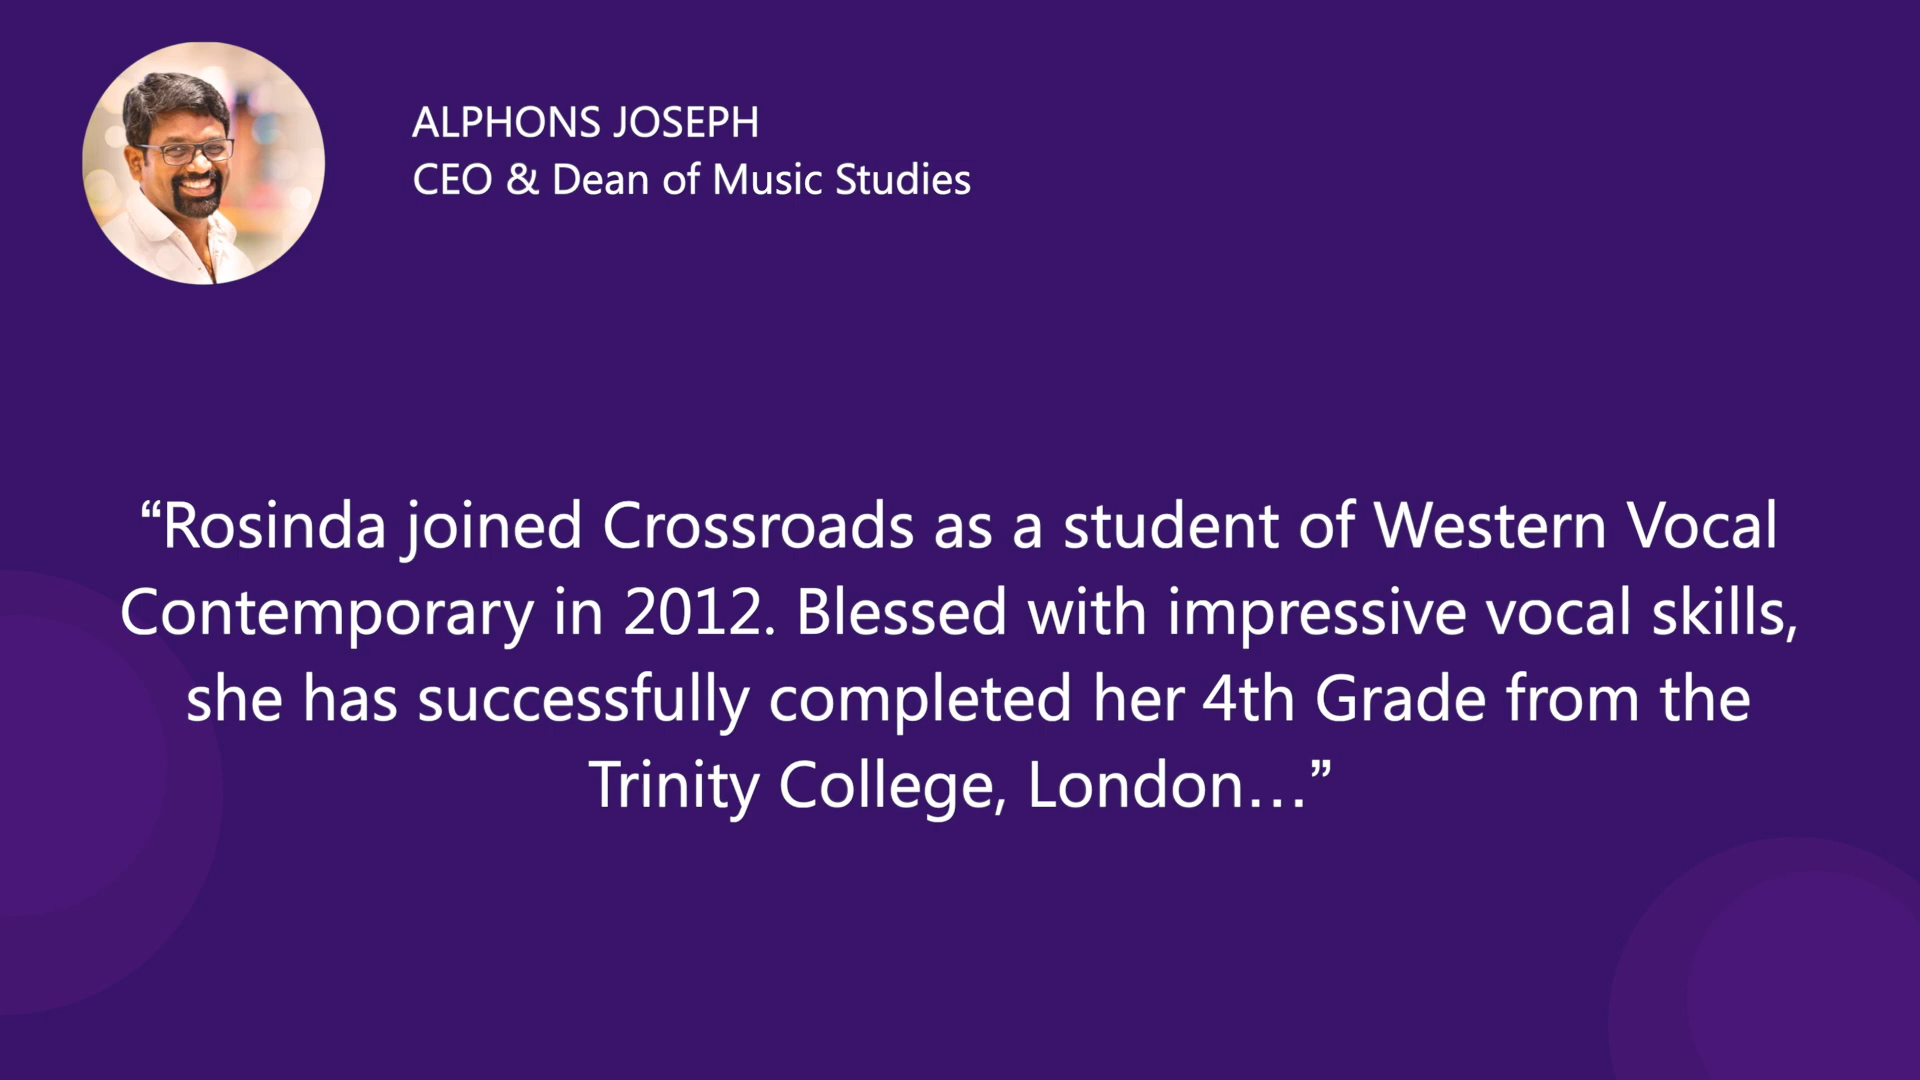 ALPHONS JOSEPH
CEO & Dean of Music Studies
“Rosinda joined Crossroads as a student of Western Vocal
Contemporary in 2012. Blessed with impressive vocal skills,
she has successfully completed her 4th Grade from the
Trinity College, London…”